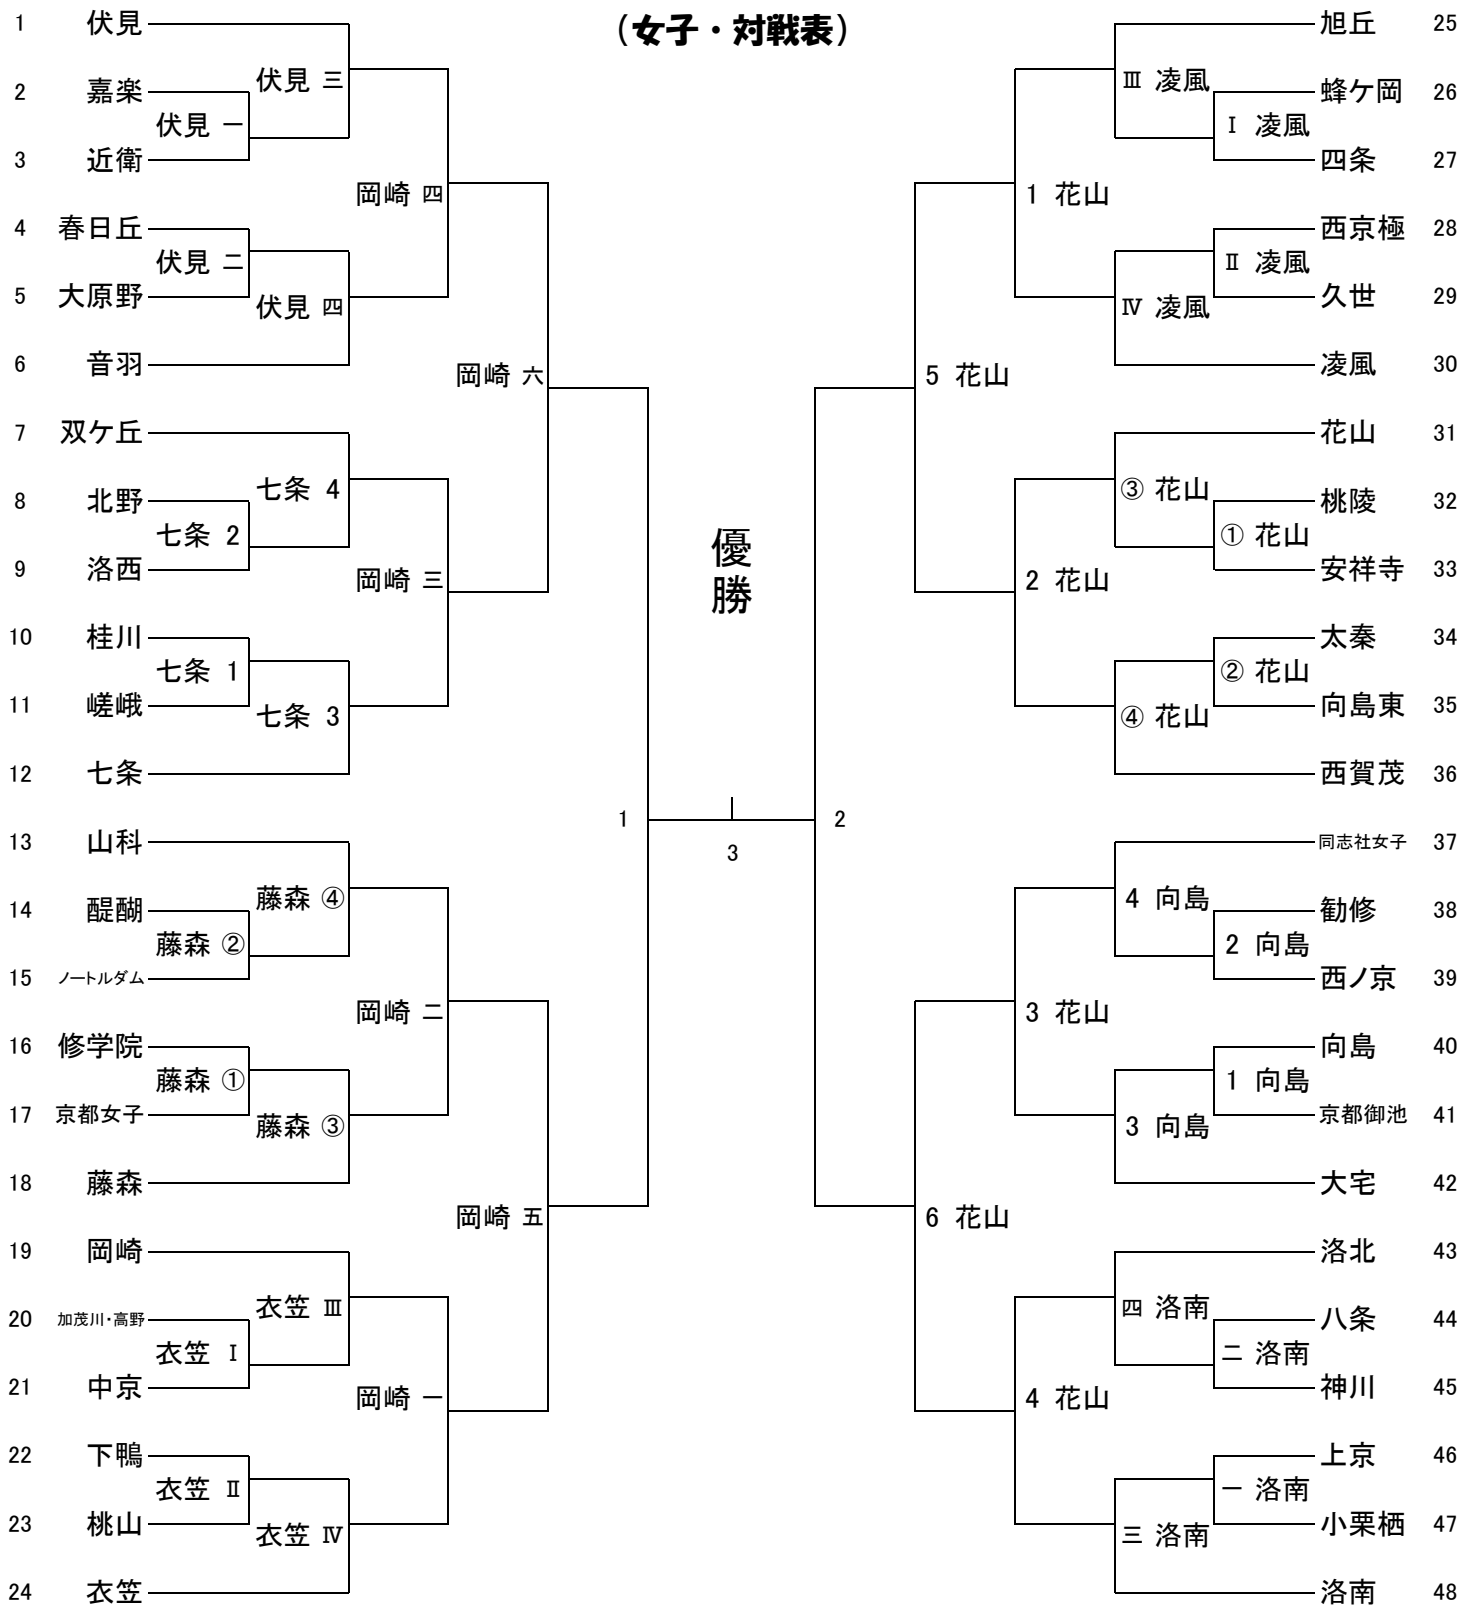 （女子・対戦表）
1 伏見
2 嘉楽
3 近衛
4 春日丘
5 大原野
6 音羽
7 双ケ丘
8 北野
9 洛西
10 桂川
11 嵯峨
12 七条
13 山科
14 醍醐
15 ノートルダム
16 修学院
17 京都女子
18 藤森
19 岡崎
20 加茂川・高野
21 中京
22 下鴨
23 桃山
24 衣笠
伏見 一
伏見 二
七条 2
七条 1
藤森 ②
藤森 ①
衣笠 Ⅰ
衣笠 Ⅱ
伏見 三
伏見 四
七条 4
七条 3
藤森 ④
藤森 ③
衣笠 Ⅲ
衣笠 Ⅳ
岡崎 四
岡崎 三
岡崎 二
岡崎 一
岡崎 六
岡崎 五
1
優勝
3
2
5 花山
6 花山
1 花山
2 花山
3 花山
4 花山
Ⅲ 凌風
Ⅳ 凌風
③ 花山
④ 花山
4 向島
3 向島
四 洛南
三 洛南
Ⅰ 凌風
Ⅱ 凌風
① 花山
② 花山
2 向島
1 向島
二 洛南
一 洛南
旭丘 25
蜂ケ岡 26
四条 27
西京極 28
久世 29
凌風 30
花山 31
桃陵 32
安祥寺 33
太秦 34
向島東 35
西賀茂 36
同志社女子 37
勧修 38
西ノ京 39
向島 40
京都御池 41
大宅 42
洛北 43
八条 44
神川 45
上京 46
小栗栖 47
洛南 48